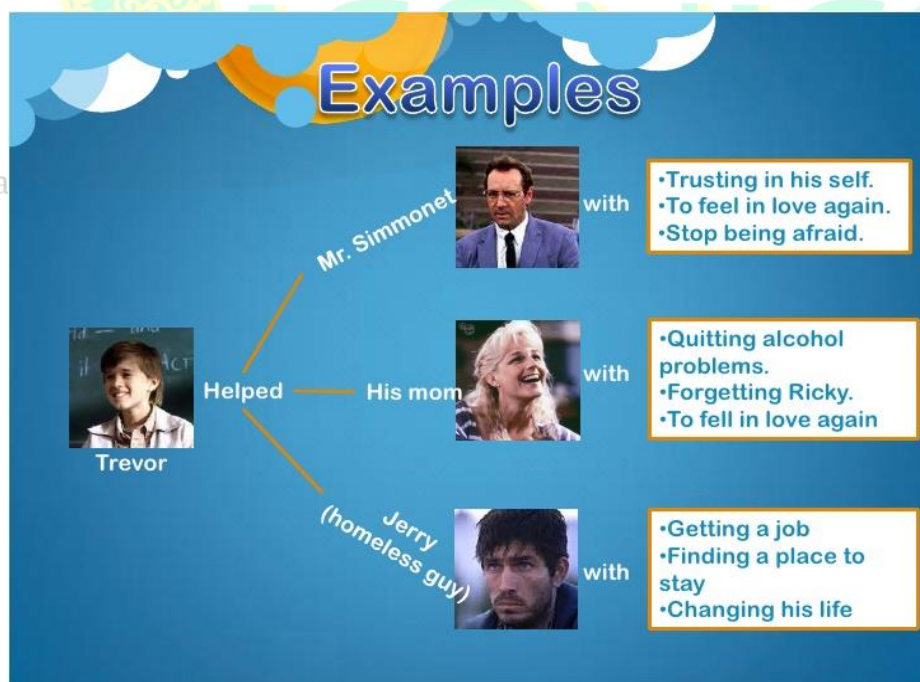 Examples
Mr. Simmonet
with
•Trusting in his self.
•To feel in love again.
•Stop being afraid.
Trevor
Helped
His mom
with
•Quitting alcohol
problems.
•Forgetting Ricky.
•To fell in love again
Jerry
(homeless guy)
with
•Getting a job
•Finding a place to
stay
•Changing his life